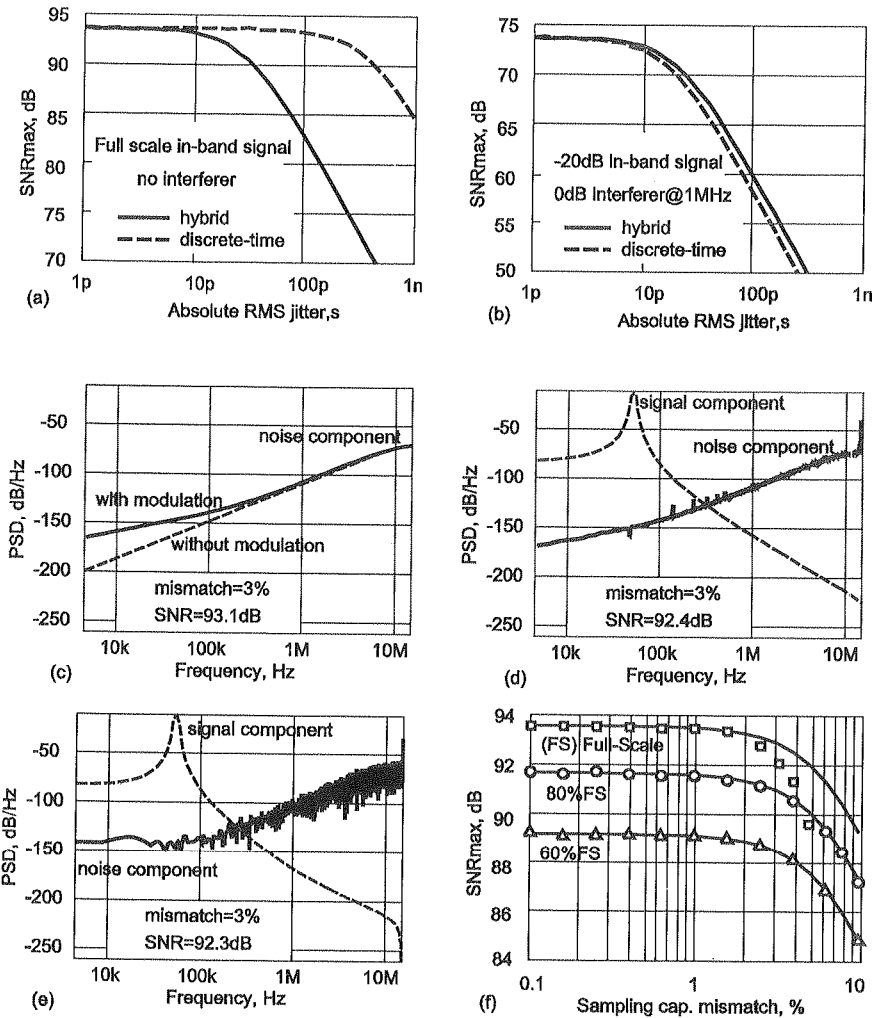 95
90
85
80
75
70
SNRmax, dB
Full scale in-band signal
no interferer
hybrid
discrete-time
1p 10p 100p 1n
(a)
Absolute RMS jitter,s
75
70
65
60
55
50
SNRmax, dB
-20dB In-band signal
0dB Interferer@1MHz
hybrid
discrete-time
1p 10p 100p 1n
(b)
Absolute RMS jitter,s
-50
-100
-150
-200
-250
PSD, dB/Hz
noise component
with modulation
without modulation
mismatch=3%
SNR=93.1dB
10k 100k 1M 10M
(c)
Frequency, Hz
-50
-100
-150
-200
-250
PSD, dB/Hz
signal component
noise component
mismatch=3%
SNR=92.4dB
10k 100k 1M 10M
(d)
Frequency, Hz
-50
-100
-150
-200
-250
PSD, dB/Hz
signal component
noise component
mismatch=3%
SNR=92.3dB
10k 100k 1M 10M
(e)
Frequency, Hz
94
92
90
88
86
84
SNRmax, dB
(FS) Full-Scale
80%FS
60%FS
0.1 1 10
(f)
Sampling cap. mismatch, %